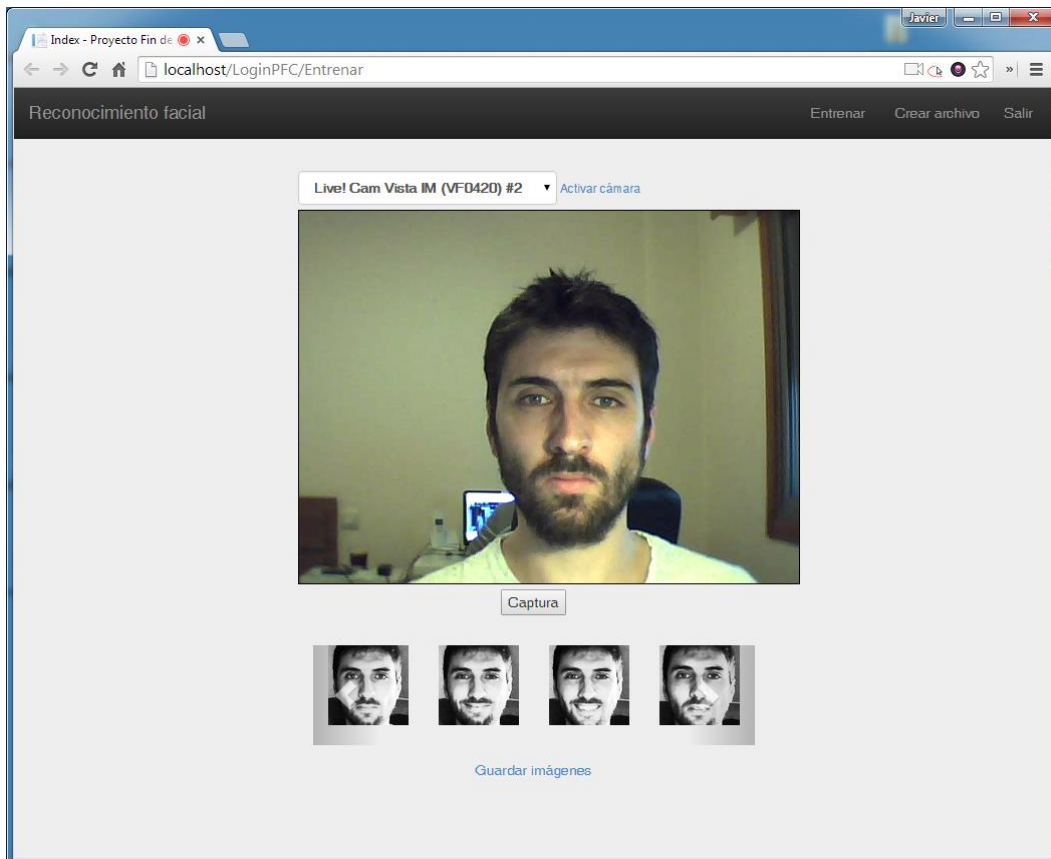 Javier
Index - Proyecto Fin de
localhost/LoginPFC/Entrenar
Reconocimiento facial
Entrenar Crear archivo Salir
Live! Cam Vista IM (VF0420) #2 Activar cámara
Captura
Guardar imágenes